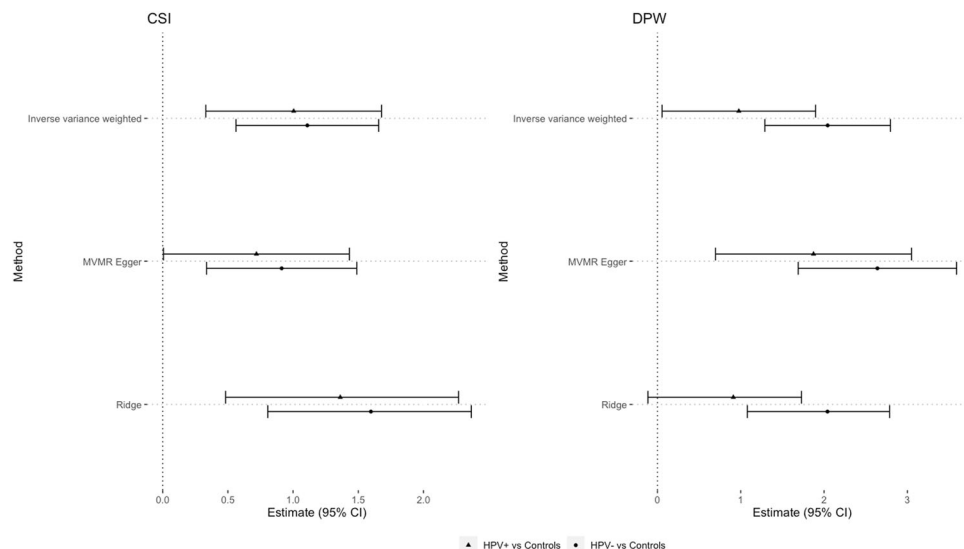 CSI
Inverse variance weighted
MVMR Egger
Ridge
Method
0.0 0.5 1.0 1.5 2.0
Estimate (95% CI)
DPW
Inverse variance weighted
MVMR Egger
Ridge
Method
0 1 2 3
Estimate (95% CI)
HPV+ vs Controls HPV- vs Controls